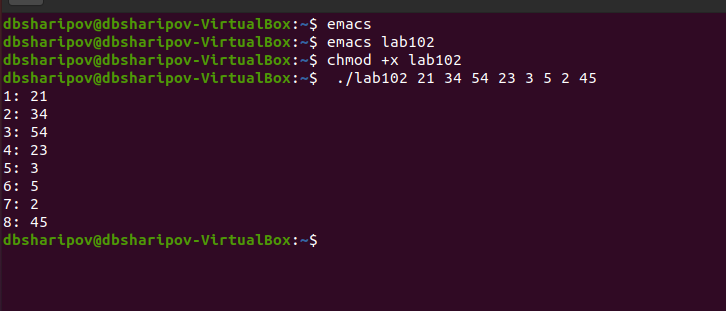 dbsharipov@dbsharipov-VirtualBox:~$ emacs
dbsharipov@dbsharipov-VirtualBox:~$ emacs lab102
dbsharipov@dbsharipov-VirtualBox:~$ chmod +x lab102
dbsharipov@dbsharipov-VirtualBox:~$  ./lab102 21 34 54 23 3 5 2 45
1: 21
2: 34
3: 54
4: 23
5: 3
6: 5
7: 2
8: 45
dbsharipov@dbsharipov-VirtualBox:~$